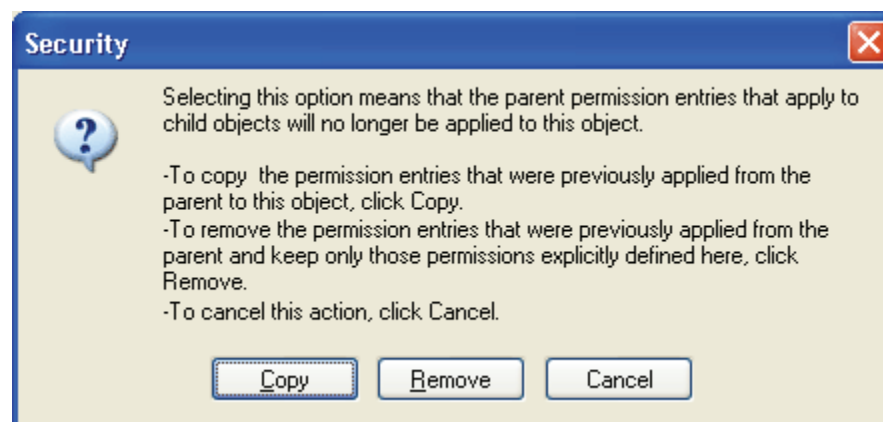 Security
Selecting this option means that the parent permission entries that apply to
child objects will no longer be applied to this object.
-To copy  the permission entries that were previously applied from the
parent to this object, click Copy.
-To remove the permission entries that were previously applied from the
parent and keep only those permissions explicitly defined here, click
Remove.
-To cancel this action, click Cancel.
Copy Remove Cancel